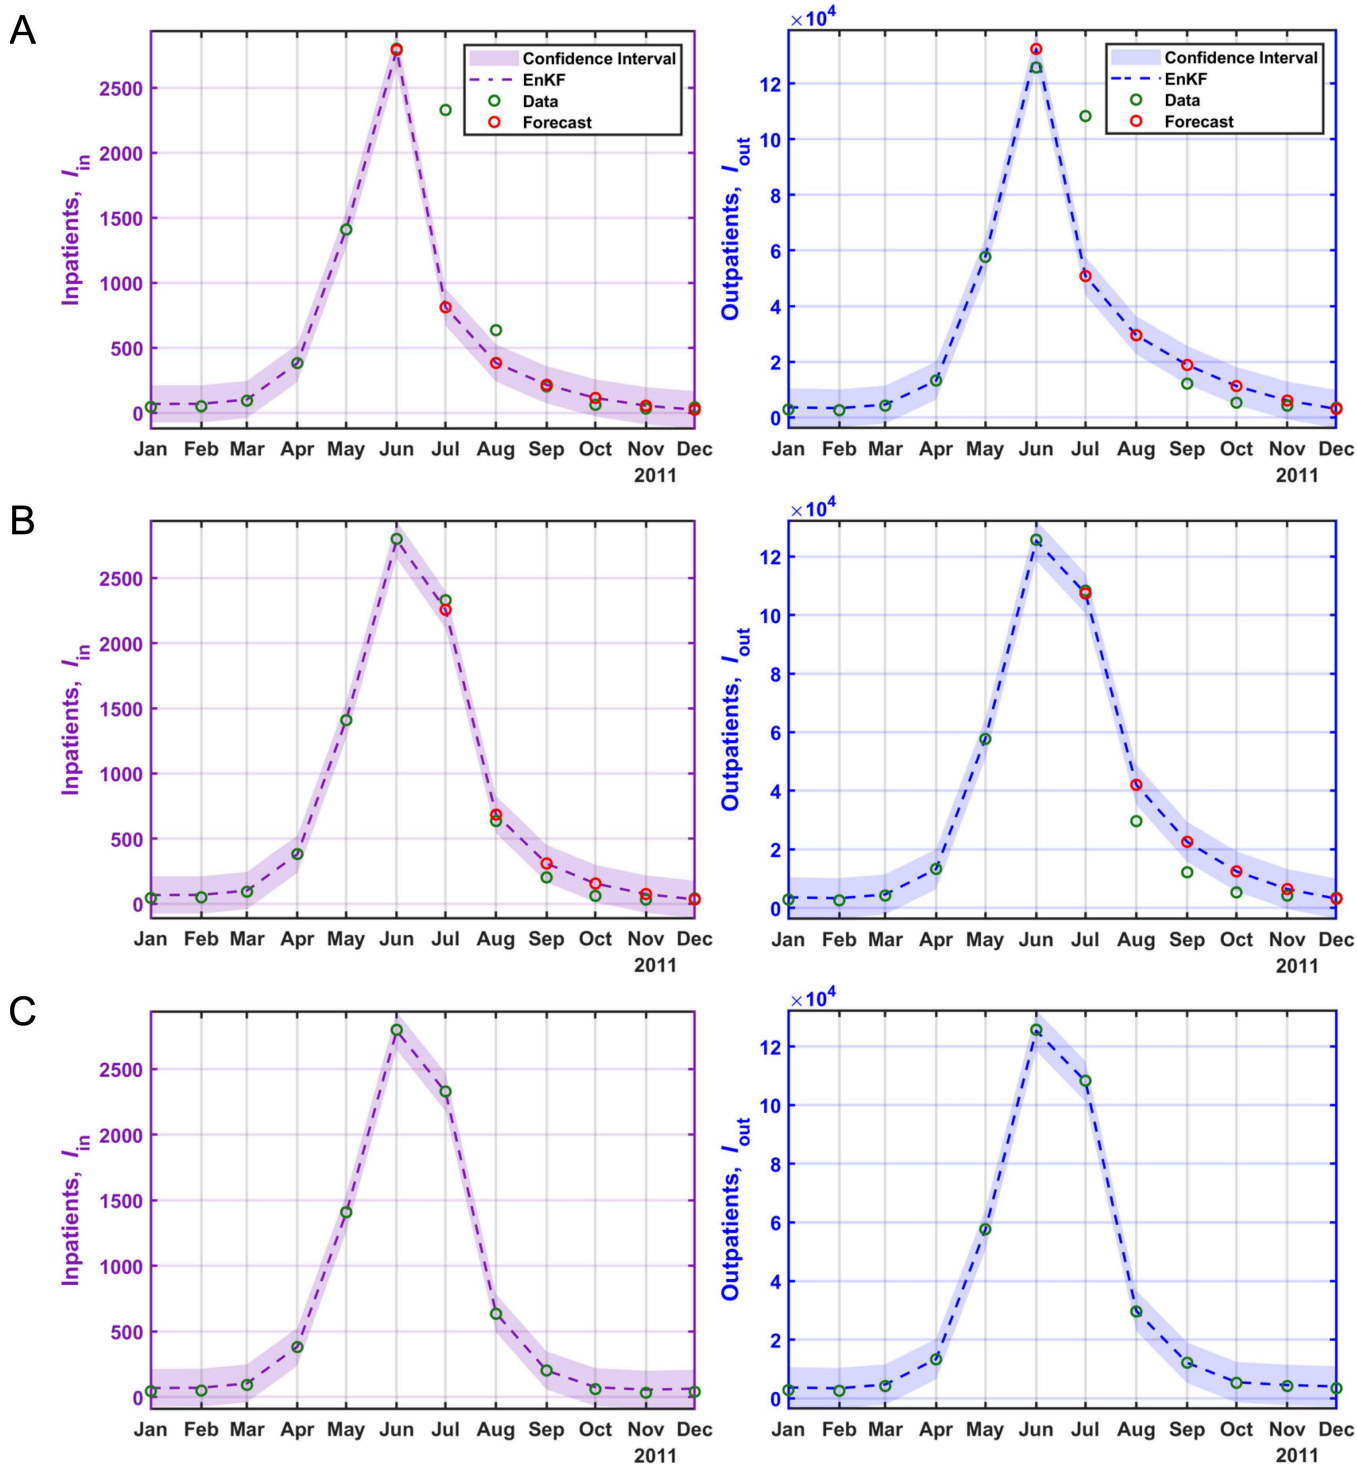 A
Inpatients, I_in
2500
2000
1500
1000
500
0
Confidence Interval
EnKF
Data
Forecast
Jan Feb Mar Apr May Jun Jul Aug Sep Oct Nov Dec
2011
×10⁴
Outpatients, I_out
12
10
8
6
4
2
0
Confidence Interval
EnKF
Data
Forecast
Jan Feb Mar Apr May Jun Jul Aug Sep Oct Nov Dec
2011
B
Inpatients, I_in
2500
2000
1500
1000
500
0
Jan Feb Mar Apr May Jun Jul Aug Sep Oct Nov Dec
2011
×10⁴
Outpatients, I_out
12
10
8
6
4
2
0
Jan Feb Mar Apr May Jun Jul Aug Sep Oct Nov Dec
2011
C
Inpatients, I_in
2500
2000
1500
1000
500
0
Jan Feb Mar Apr May Jun Jul Aug Sep Oct Nov Dec
2011
×10⁴
Outpatients, I_out
12
10
8
6
4
2
0
Jan Feb Mar Apr May Jun Jul Aug Sep Oct Nov Dec
2011